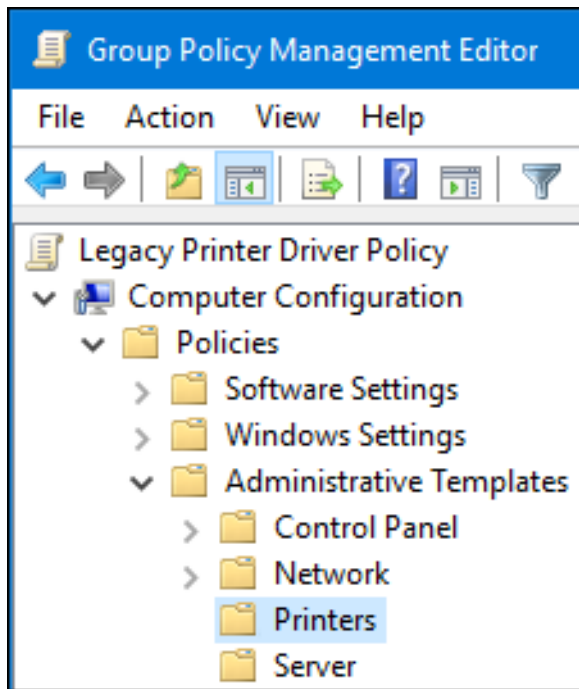 Group Policy Management Editor
File Action View Help
Legacy Printer Driver Policy
Computer Configuration
Policies
Software Settings
Windows Settings
Administrative Templates
Control Panel
Network
Printers
Server